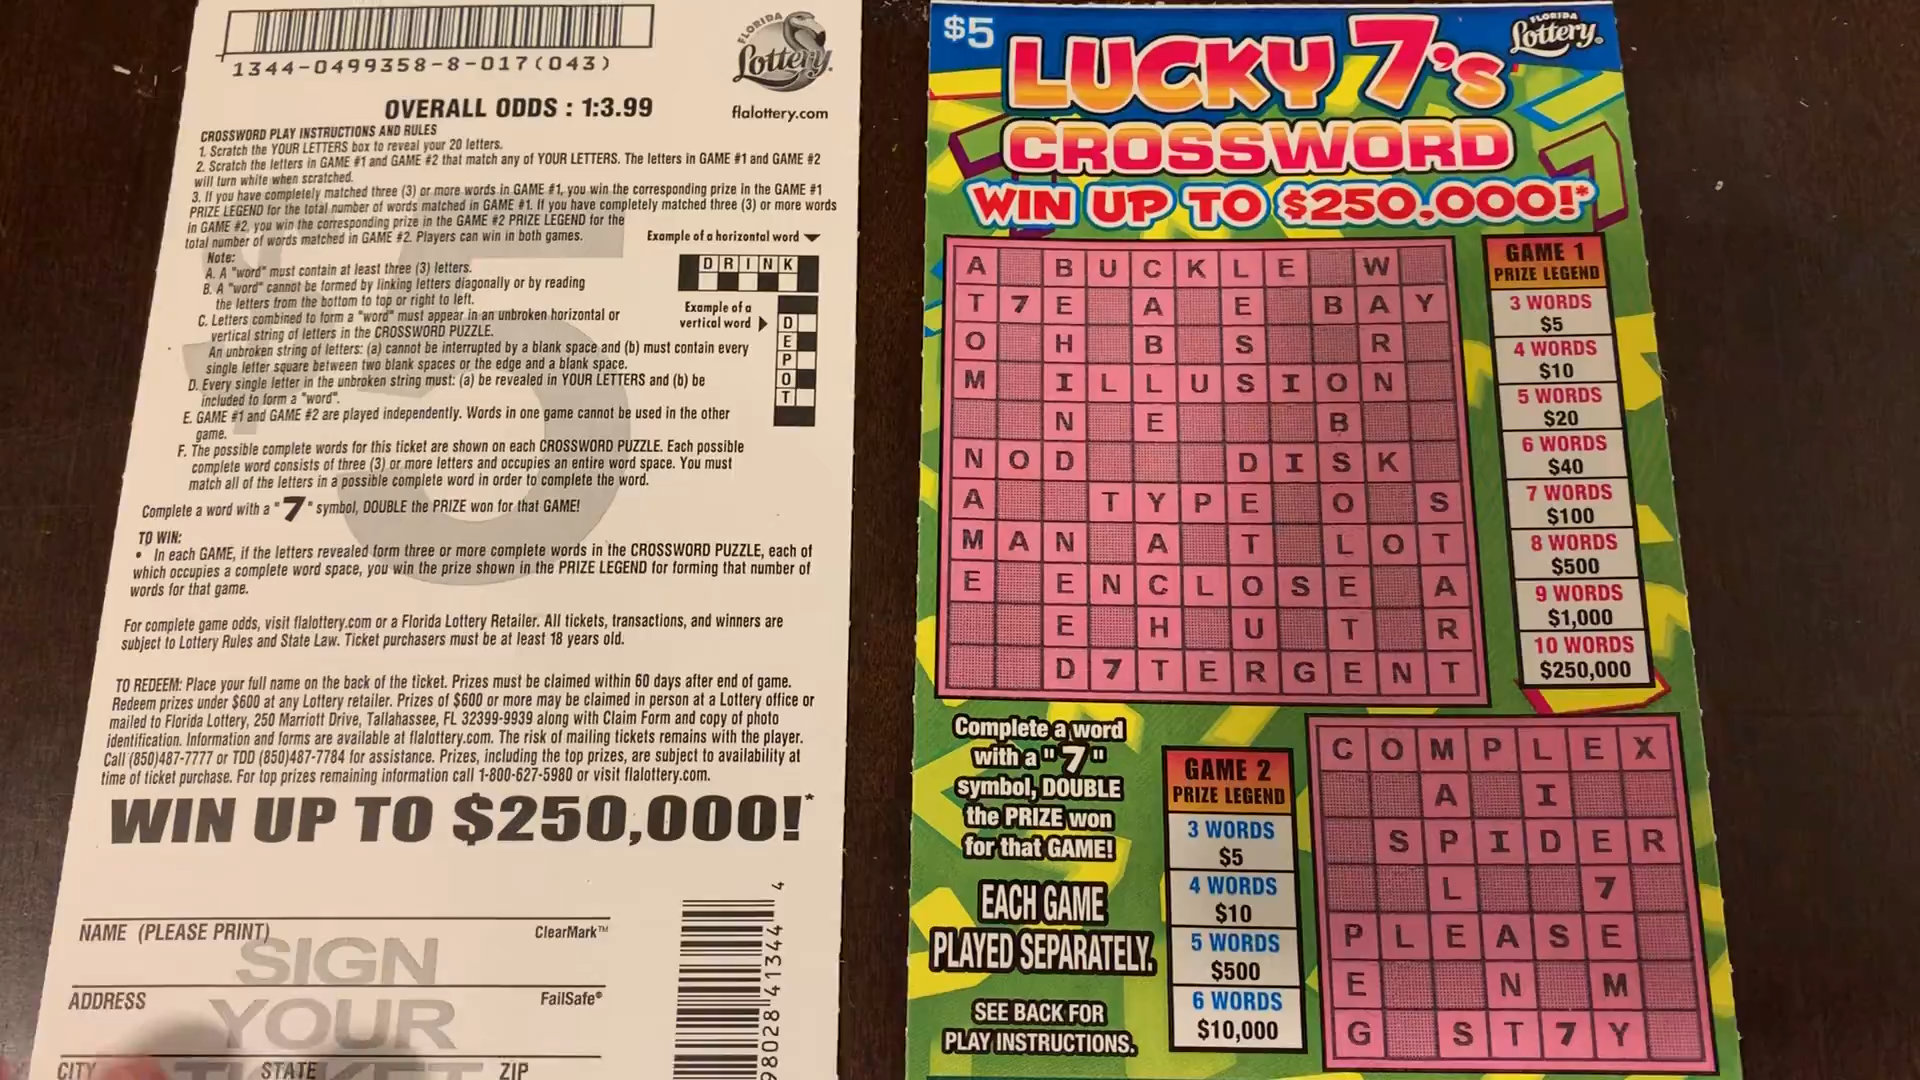 1344-0499358-8-017(043)
FLORIDA
Lottery.
flalottery.com
OVERALL ODDS : 1:3.99
CROSSWORD PLAY INSTRUCTIONS AND RULES
1. Scratch the YOUR LETTERS box to reveal your 20 letters.
2. Scratch the letters in GAME #1 and GAME #2 that match any of YOUR LETTERS. The letters in GAME #1 and GAME #2
will turn white when scratched.
3. If you have completely matched three (3) or more words in GAME #1, you win the corresponding prize in the GAME #1
PRIZE LEGEND for the total number of words matched in GAME #1. If you have completely matched three (3) or more words
in GAME #2, you win the corresponding prize in the GAME #2 PRIZE LEGEND for the
total number of words matched in GAME #2. Players can win in both games.
Note:
A. A "word" must contain at least three (3) letters.
B. A "word" cannot be formed by linking letters diagonally or by reading
the letters from the bottom to top or right to left.
C. Letters combined to form a "word" must appear in an unbroken horizontal or
vertical string of letters in the CROSSWORD PUZZLE.
An unbroken string of letters: (a) cannot be interrupted by a blank space and (b) must contain every
single letter square between two blank spaces or the edge and a blank space.
D. Every single letter in the unbroken string must: (a) be revealed in YOUR LETTERS and (b) be
included to form a "word".
E. GAME #1 and GAME #2 are played independently. Words in one game cannot be used in the other
game.
F. The possible complete words for this ticket are shown on each CROSSWORD PUZZLE. Each possible
complete word consists of three (3) or more letters and occupies an entire word space. You must
match all of the letters in a possible complete word in order to complete the word.
Example of a horizontal word
D R I N K
Example of a
vertical word
D
E
P
O
T
Complete a word with a "7" symbol, DOUBLE the PRIZE won for that GAME!
TO WIN:
• In each GAME, if the letters revealed form three or more complete words in the CROSSWORD PUZZLE, each of
which occupies a complete word space, you win the prize shown in the PRIZE LEGEND for forming that number of
words for that game.
For complete game odds, visit flalottery.com or a Florida Lottery Retailer. All tickets, transactions, and winners are
subject to Lottery Rules and State Law. Ticket purchasers must be at least 18 years old.
TO REDEEM: Place your full name on the back of the ticket. Prizes must be claimed within 60 days after end of game.
Redeem prizes under $600 at any Lottery retailer. Prizes of $600 or more may be claimed in person at a Lottery office or
mailed to Florida Lottery, 250 Marriott Drive, Tallahassee, FL 32399-9939 along with Claim Form and copy of photo
identification. Information and forms are available at flalottery.com. The risk of mailing tickets remains with the player.
Call (850)487-7777 or TDD (850)487-7784 for assistance. Prizes, including the top prizes, are subject to availability at
time of ticket purchase. For top prizes remaining information call 1-800-627-5980 or visit flalottery.com.
WIN UP TO $250,000!*
NAME (PLEASE PRINT)
ClearMark™
ADDRESS
FailSafe®
CITY STATE ZIP
SIGN
YOUR
TICKET
98028 41344 4
$5
FLORIDA
Lottery.
LUCKY 7's
CROSSWORD
WIN UP TO $250,000!*
A B U C K L E W
T 7 E A E B A Y
O H B S R
M I L L U S I O N
N E B
N O D D I S K
A T Y P E O S
M A N A T L O T
E E N C L O S E A
E H U T R
D 7 T E R G E N T
GAME 1
PRIZE LEGEND
3 WORDS
$5
4 WORDS
$10
5 WORDS
$20
6 WORDS
$40
7 WORDS
$100
8 WORDS
$500
9 WORDS
$1,000
10 WORDS
$250,000
Complete a word
with a "7"
symbol, DOUBLE
the PRIZE won
for that GAME!
EACH GAME
PLAYED SEPARATELY.
SEE BACK FOR
PLAY INSTRUCTIONS.
GAME 2
PRIZE LEGEND
3 WORDS
$5
4 WORDS
$10
5 WORDS
$500
6 WORDS
$10,000
C O M P L E X
A I
S P I D E R
L 7
P L E A S E
E N M
G S T 7 Y